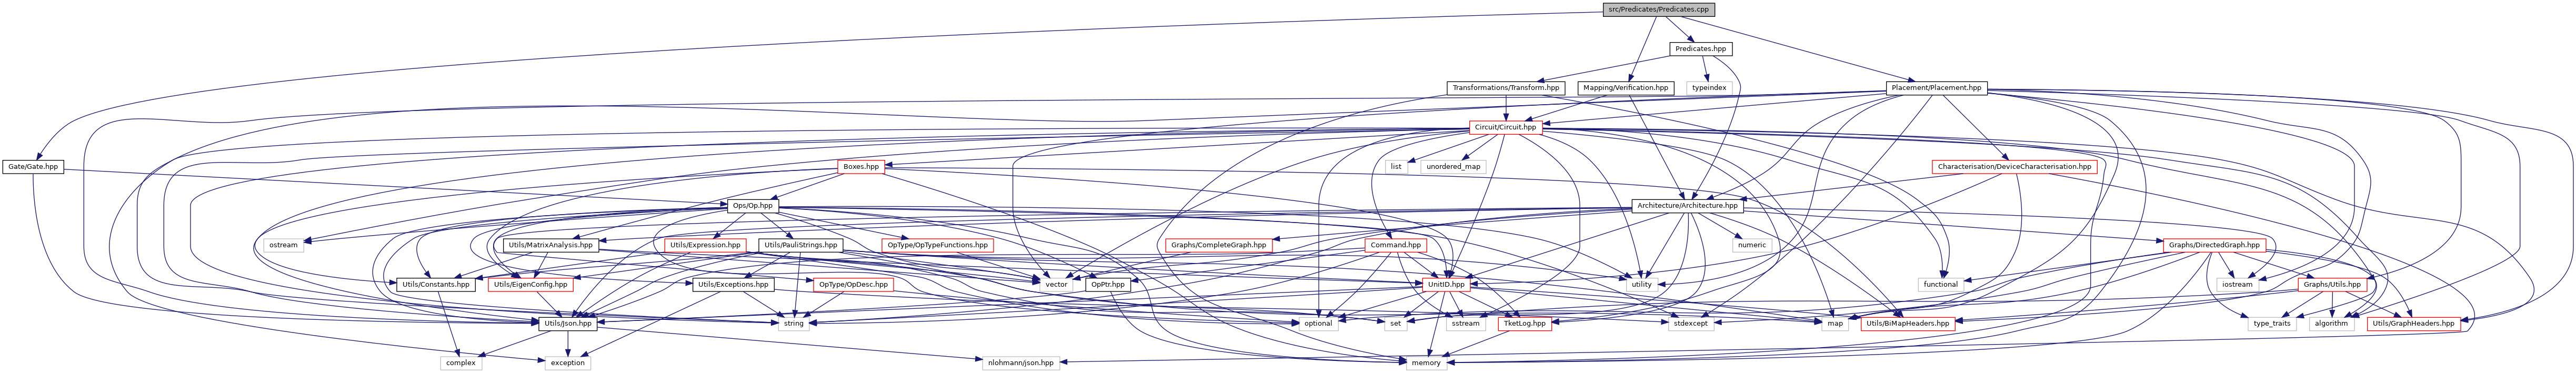 src/Predicates/Predicates.cpp
Predicates.hpp
Transformations/Transform.hpp
Mapping/Verification.hpp
typeindex
Placement/Placement.hpp
Circuit/Circuit.hpp
Gate/Gate.hpp
Boxes.hpp
list
unordered_map
Characterisation/DeviceCharacterisation.hpp
Ops/Op.hpp
Architecture/Architecture.hpp
ostream
Utils/MatrixAnalysis.hpp
Utils/Expression.hpp
Utils/PauliStrings.hpp
OpType/OpTypeFunctions.hpp
Graphs/CompleteGraph.hpp
Command.hpp
numeric
Graphs/DirectedGraph.hpp
Utils/Constants.hpp
Utils/EigenConfig.hpp
Utils/Exceptions.hpp
OpType/OpDesc.hpp
vector
OpPtr.hpp
UnitID.hpp
utility
functional
iostream
Graphs/Utils.hpp
Utils/Json.hpp
string
optional
set
sstream
TketLog.hpp
stdexcept
map
Utils/BiMapHeaders.hpp
type_traits
algorithm
Utils/GraphHeaders.hpp
complex
exception
nlohmann/json.hpp
memory